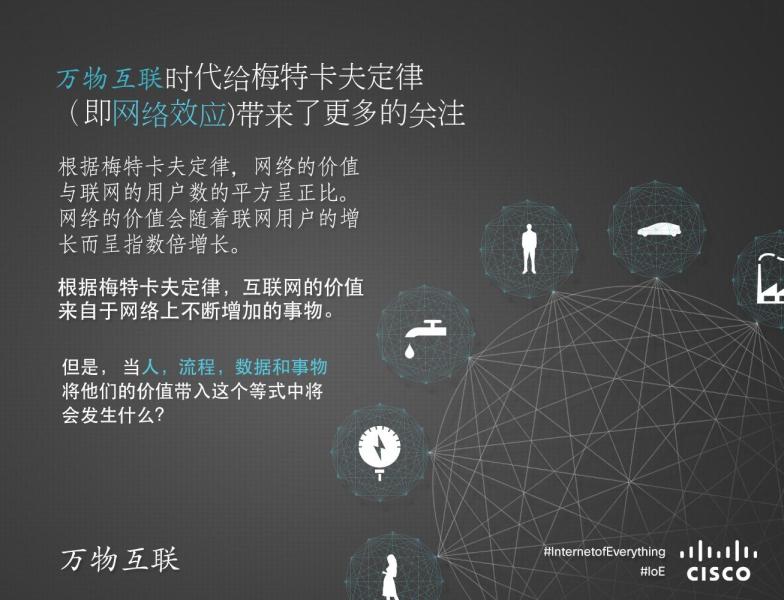 万物互联时代给梅特卡夫定律
（即网络效应)带来了更多的关注
根据梅特卡夫定律，网络的价值
与联网的用户数的平方呈正比。
网络的价值会随着联网用户的增
长而呈指数倍增长。
根据梅特卡夫定律，互联网的价值
来自于网络上不断增加的事物。
但是，当人，流程，数据和事物
将他们的价值带入这个等式中将
会发生什么?
万物互联
#InternetofEverything
#IoE
CISCO